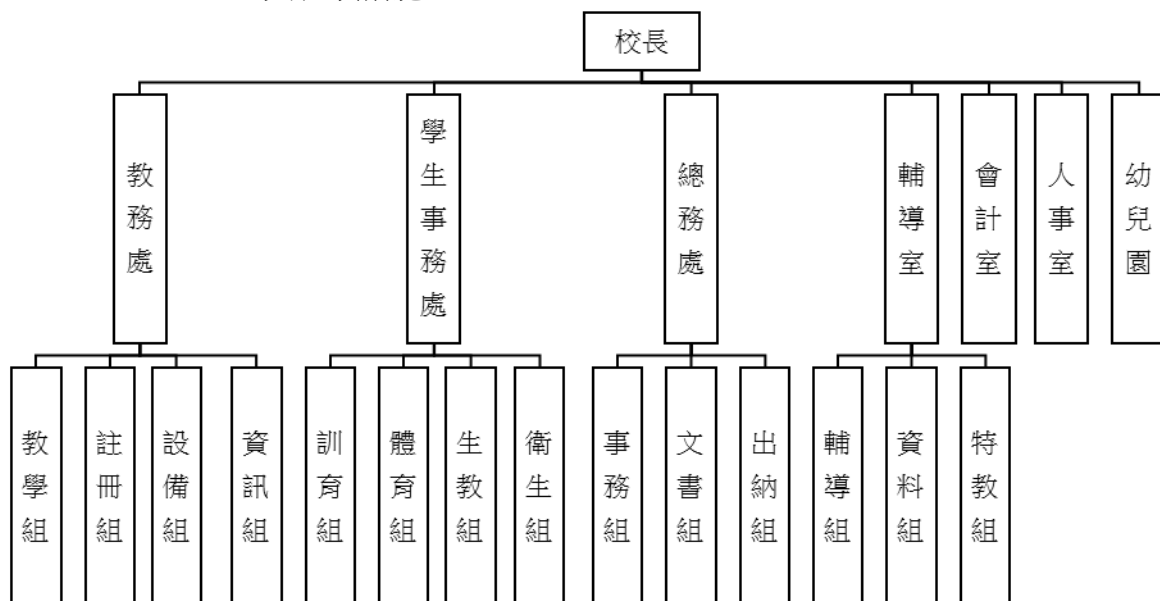 校長
教務處
學生事務處
總務處
輔導室
會計室
人事室
幼兒園
教學組
註冊組
設備組
資訊組
訓育組
體育組
生教組
衛生組
事務組
文書組
出納組
輔導組
資料組
特教組